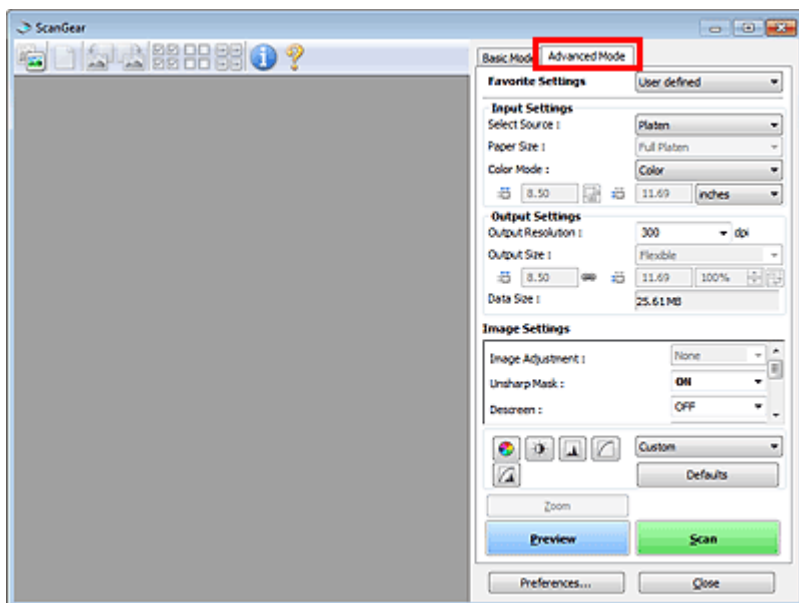 ScanGear
Basic Mode Advanced Mode
Favorite Settings User defined
Input Settings
Select Source : Platen
Paper Size : Full Platen
Color Mode : Color
8.50 11.69 inches
Output Settings
Output Resolution : 300 dpi
Output Size : Flexible
8.50 11.69 100%
Data Size : 25.61MB
Image Settings
Image Adjustment : None
Unsharp Mask : ON
Descreen : OFF
Custom
Defaults
Zoom
Preview Scan
Preferences... Close